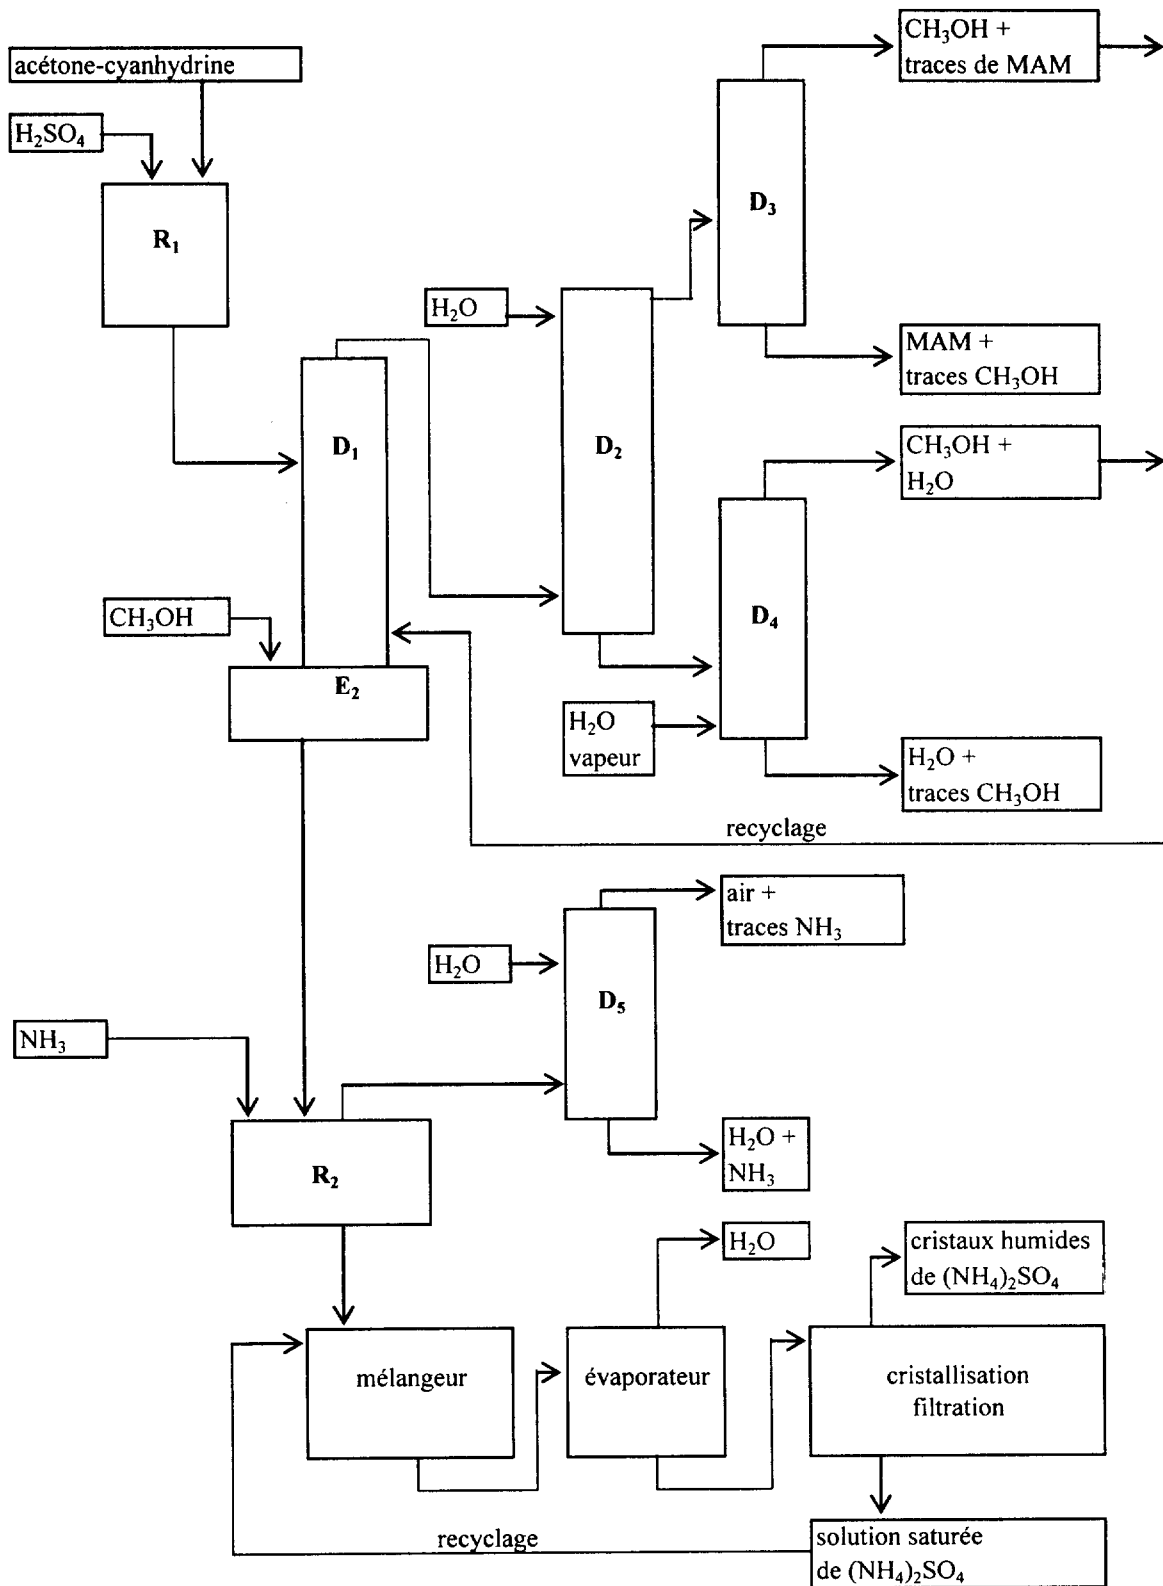 CH₃OH +
traces de MAM
acétone-cyanhydrine
H₂SO₄
R₁
D₃
H₂O
MAM +
traces CH₃OH
D₁
D₂
CH₃OH +
H₂O
CH₃OH
D₄
E₂
H₂O
vapeur
H₂O +
traces CH₃OH
recyclage
air +
traces NH₃
H₂O
D₅
NH₃
H₂O +
NH₃
R₂
H₂O
cristaux humides
de (NH₄)₂SO₄
mélangeur
évaporateur
cristallisation
filtration
recyclage
solution saturée
de (NH₄)₂SO₄